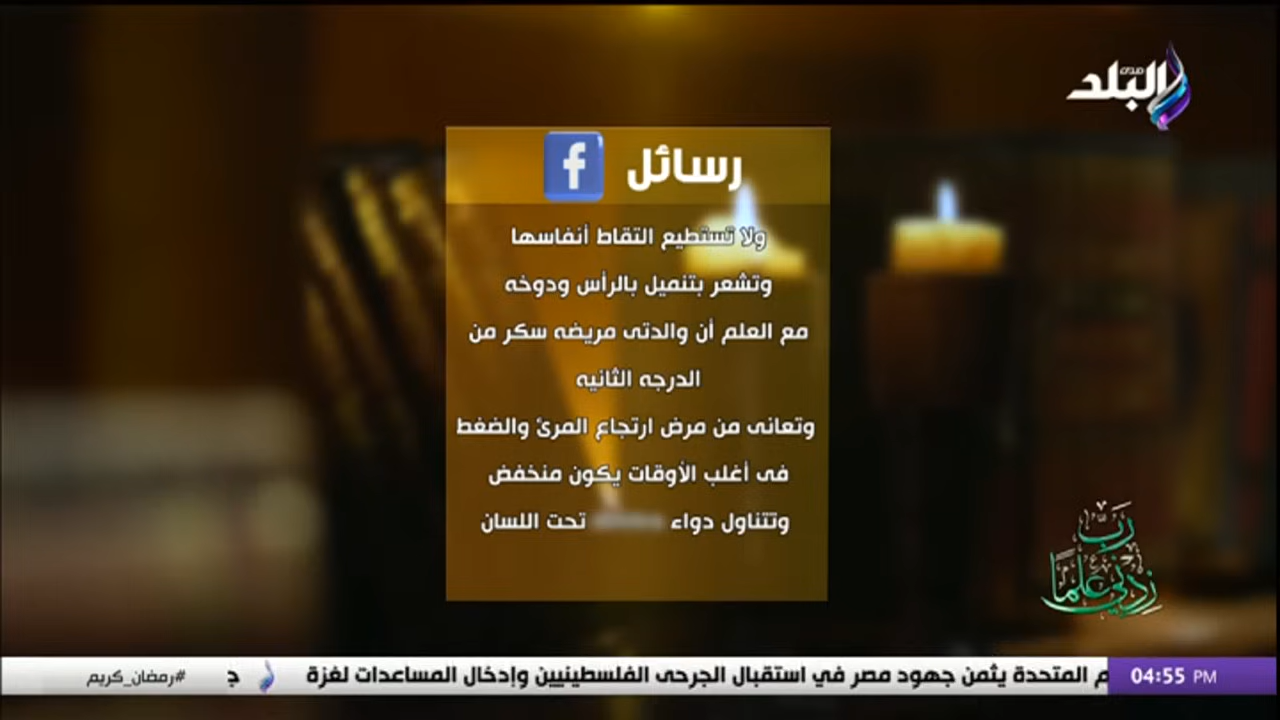 صدى البلد
رسائل
ولا تستطيع التقاط أنفاسها
وتشعر بتنميل بالرأس ودوخه
مع العلم أن والدتى مريضه سكر من
الدرجه الثانيه
وتعانى من مرض ارتجاع المرئ والضغط
فى أغلب الأوقات يكون منخفض
وتتناول دواء تحت اللسان
رب
زدني علما
04:55 PM
م المتحدة يثمن جهود مصر في استقبال الجرحى الفلسطينيين وإدخال المساعدات لغزة
ج
#رمضان_كريم